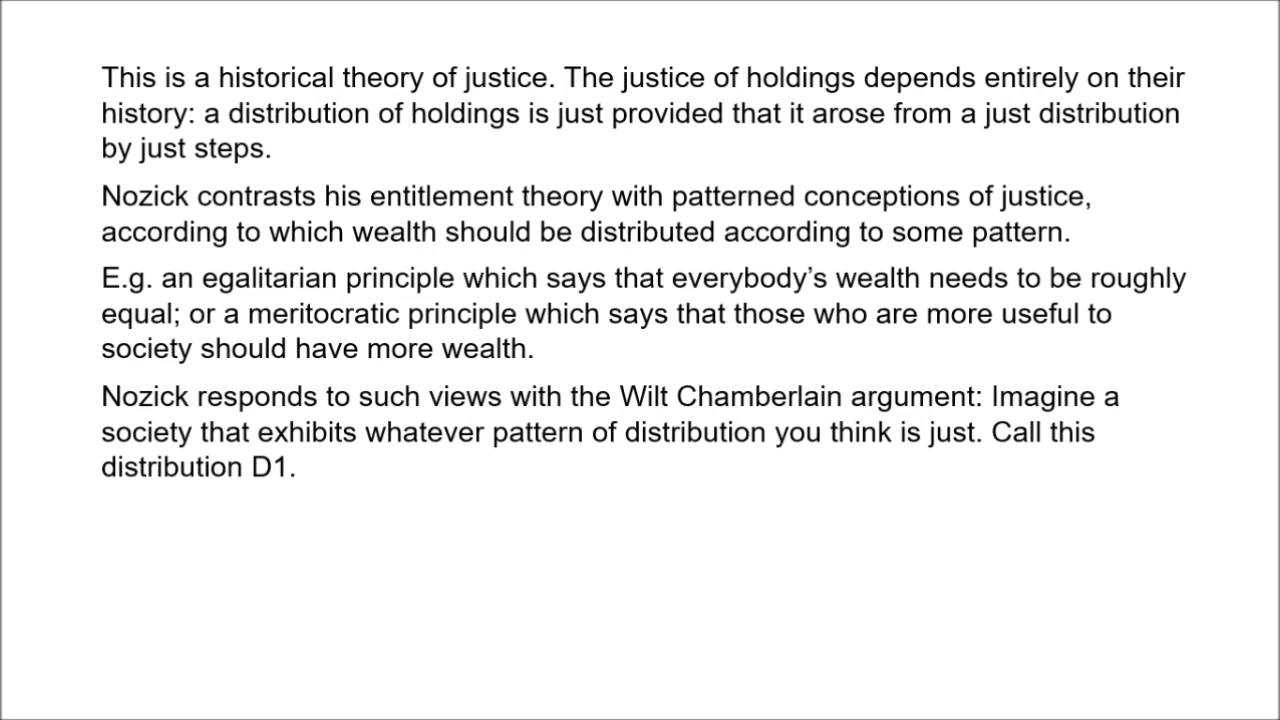 This is a historical theory of justice. The justice of holdings depends entirely on their
history: a distribution of holdings is just provided that it arose from a just distribution
by just steps.
Nozick contrasts his entitlement theory with patterned conceptions of justice,
according to which wealth should be distributed according to some pattern.
E.g. an egalitarian principle which says that everybody’s wealth needs to be roughly
equal; or a meritocratic principle which says that those who are more useful to
society should have more wealth.
Nozick responds to such views with the Wilt Chamberlain argument: Imagine a
society that exhibits whatever pattern of distribution you think is just. Call this
distribution D1.